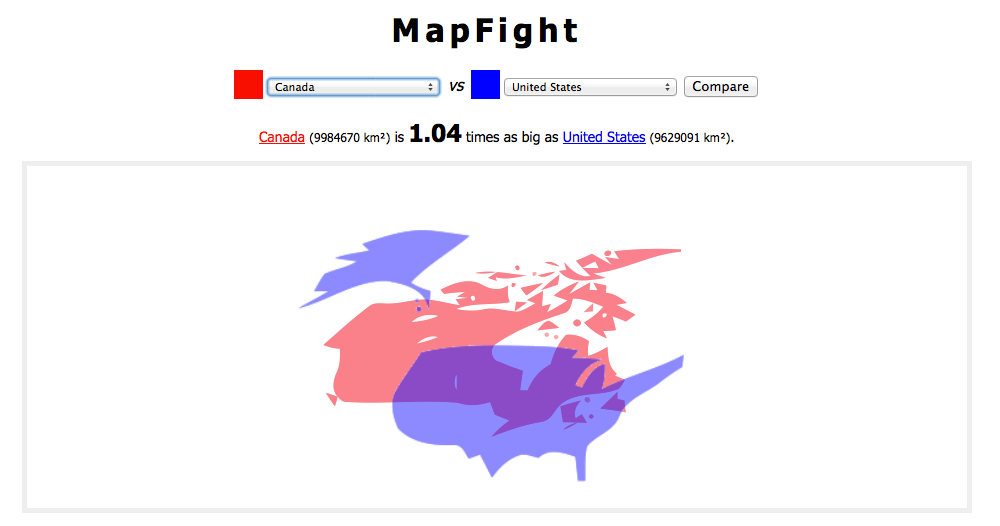 MapFight
Canada VS United States Compare
Canada (9984670 km²) is 1.04 times as big as United States (9629091 km²).